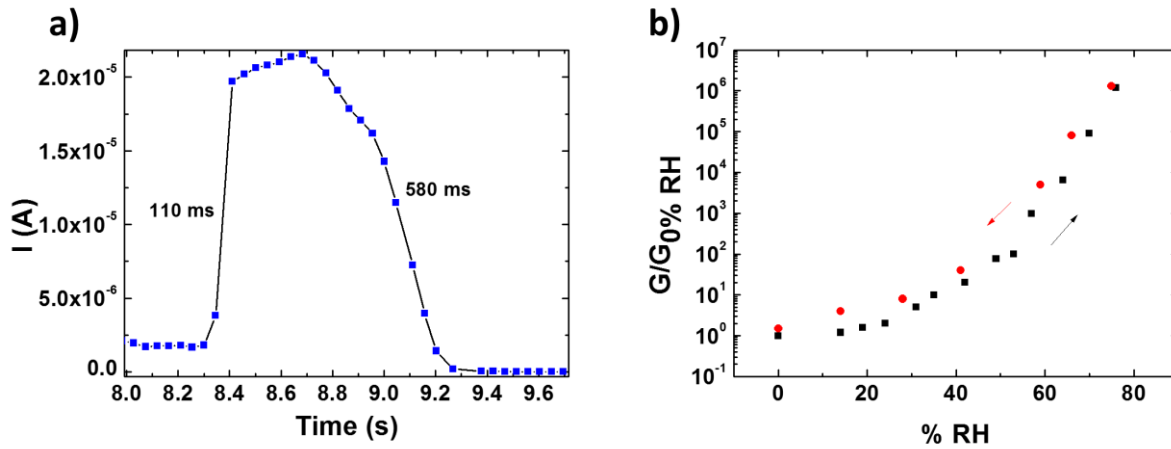 a)
I (A)
2.0x10⁻⁵
1.5x10⁻⁵
1.0x10⁻⁵
5.0x10⁻⁶
0.0
110 ms
580 ms
8.0 8.2 8.4 8.6 8.8 9.0 9.2 9.4 9.6
Time (s)
b)
G/G0% RH
10⁷
10⁶
10⁵
10⁴
10³
10²
10¹
10⁰
10⁻¹
0 20 40 60 80
% RH